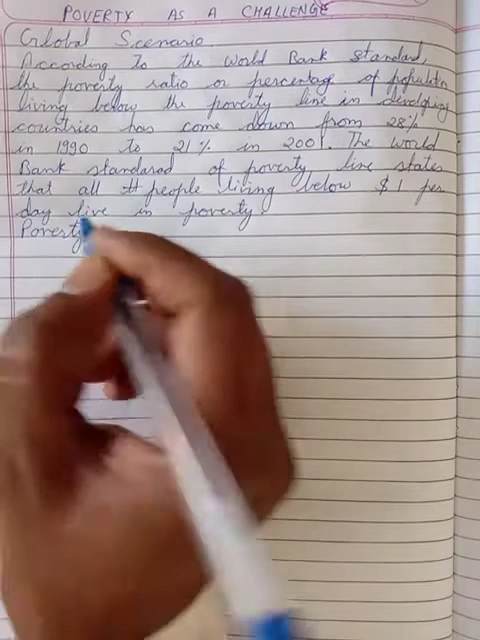 POVERTY AS A CHALLENGE
Global Scenario
According to the World Bank standard,
the poverty ratio or percentage of population
living below the poverty line in developing
countries has come down from 28%
in 1990 to 21% in 2001. The world
Bank standarad of poverty line states
that all people living below $1 per
day live in poverty.
Poverty